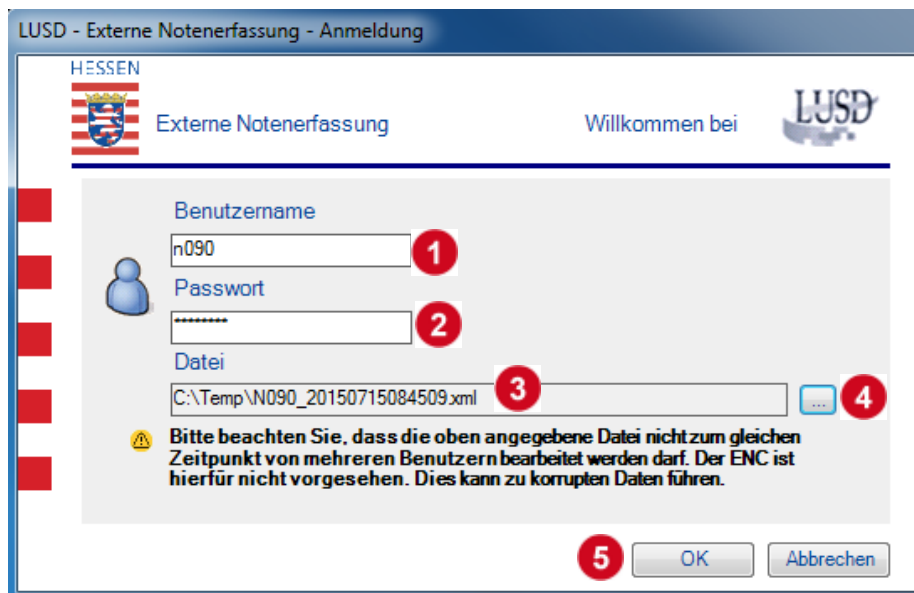 LUSD - Externe Notenerfassung - Anmeldung
HESSEN
Externe Notenerfassung
Willkommen bei
LUSD
Benutzername
n090
1
Passwort
********
2
Datei
C:\Temp\N090_20150715084509.xml
3
...
4
Bitte beachten Sie, dass die oben angegebene Datei nicht zum gleichen
Zeitpunkt von mehreren Benutzern bearbeitet werden darf. Der ENC ist
hierfür nicht vorgesehen. Dies kann zu korrupten Daten führen.
5
OK
Abbrechen